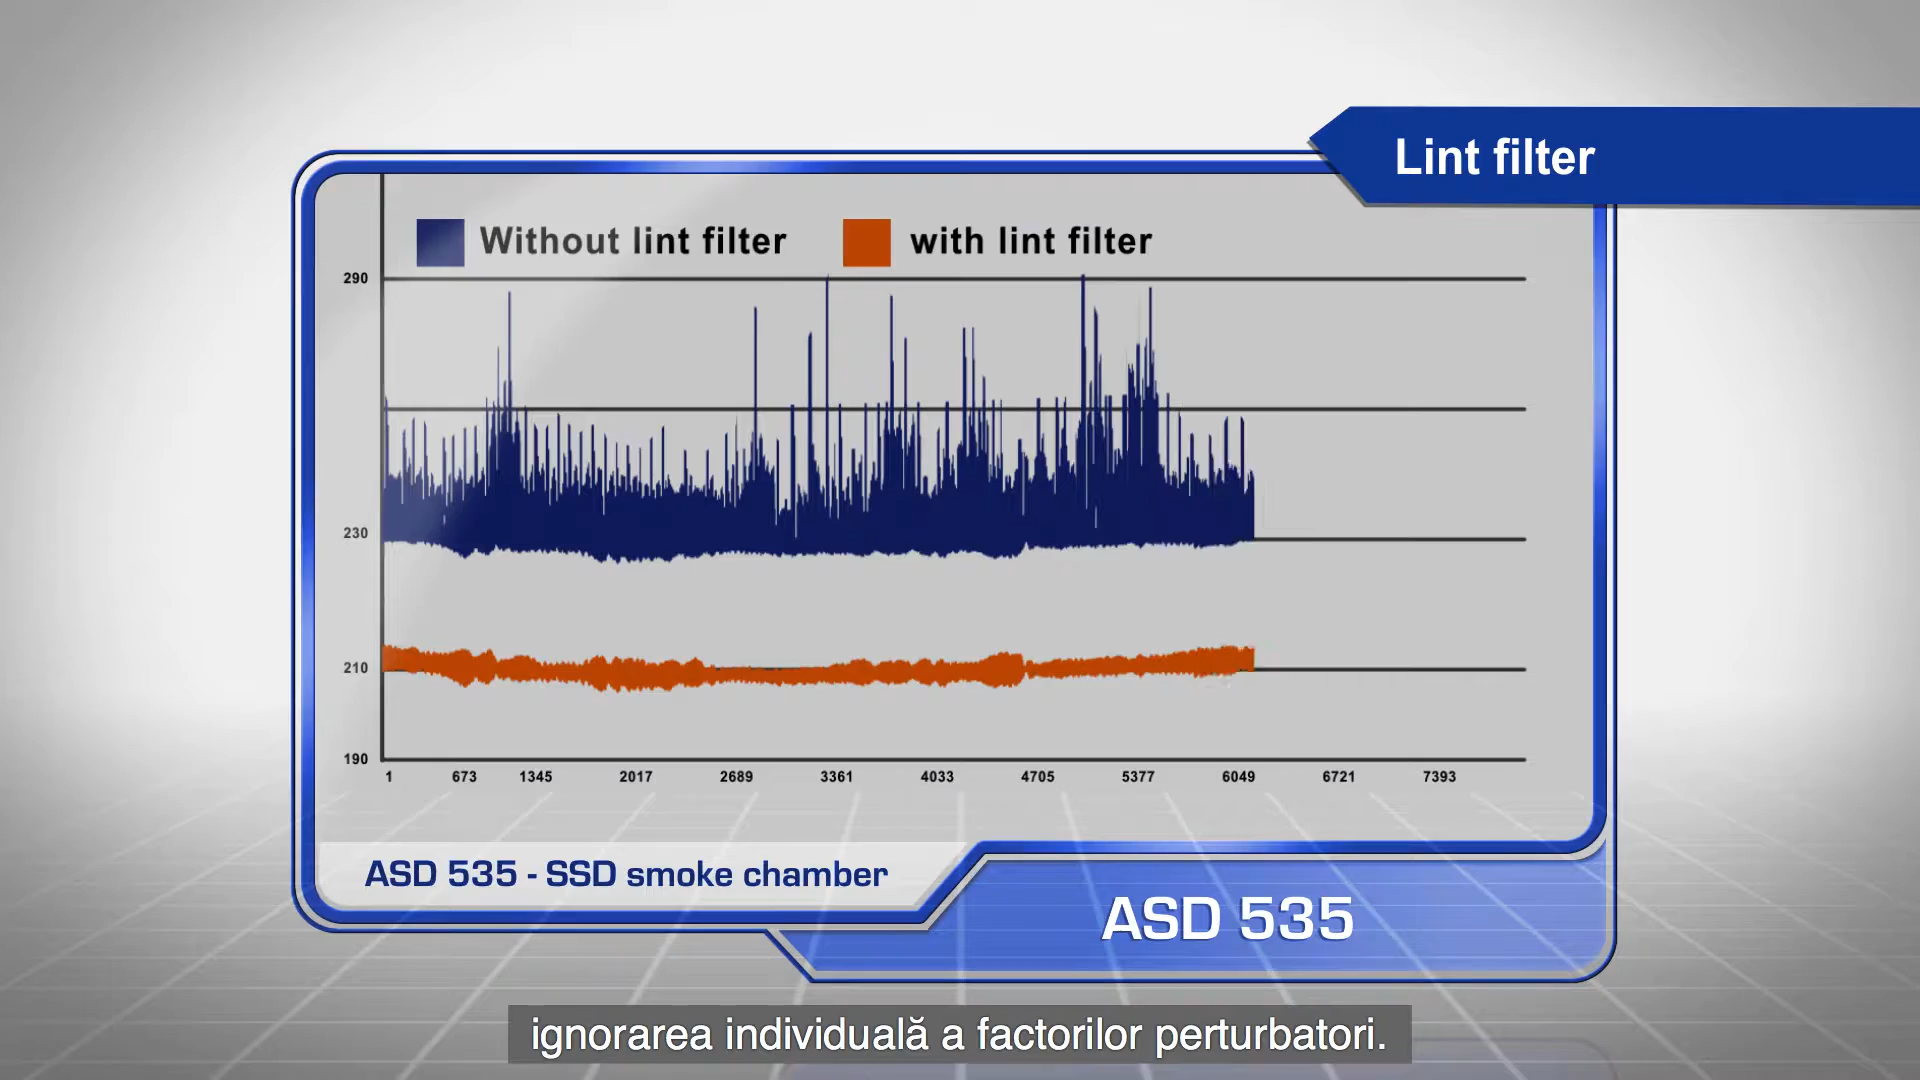 Lint filter
Without lint filter with lint filter
290
230
210
190
1 673 1345 2017 2689 3361 4033 4705 5377 6049 6721 7393
ASD 535 - SSD smoke chamber
ASD 535
ignorarea individuală a factorilor perturbatori.